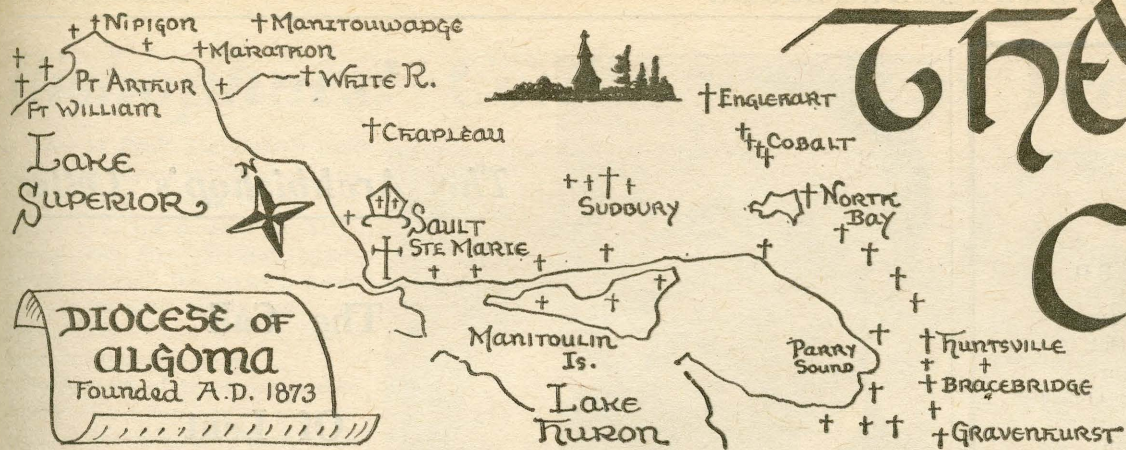 The
C
Nipigon
Manitouwadge
Marathon
Pt Arthur
White R.
Ft William
Englehart
Chapleau
Cobalt
Lake
Superior
N
Sudbury
North
Bay
Sault
Ste Marie
DIOCESE OF
ALGOMA
Founded A.D. 1873
Manitoulin
Is.
Parry
Sound
Huntsville
Bracebridge
Gravenhurst
Lake
Huron